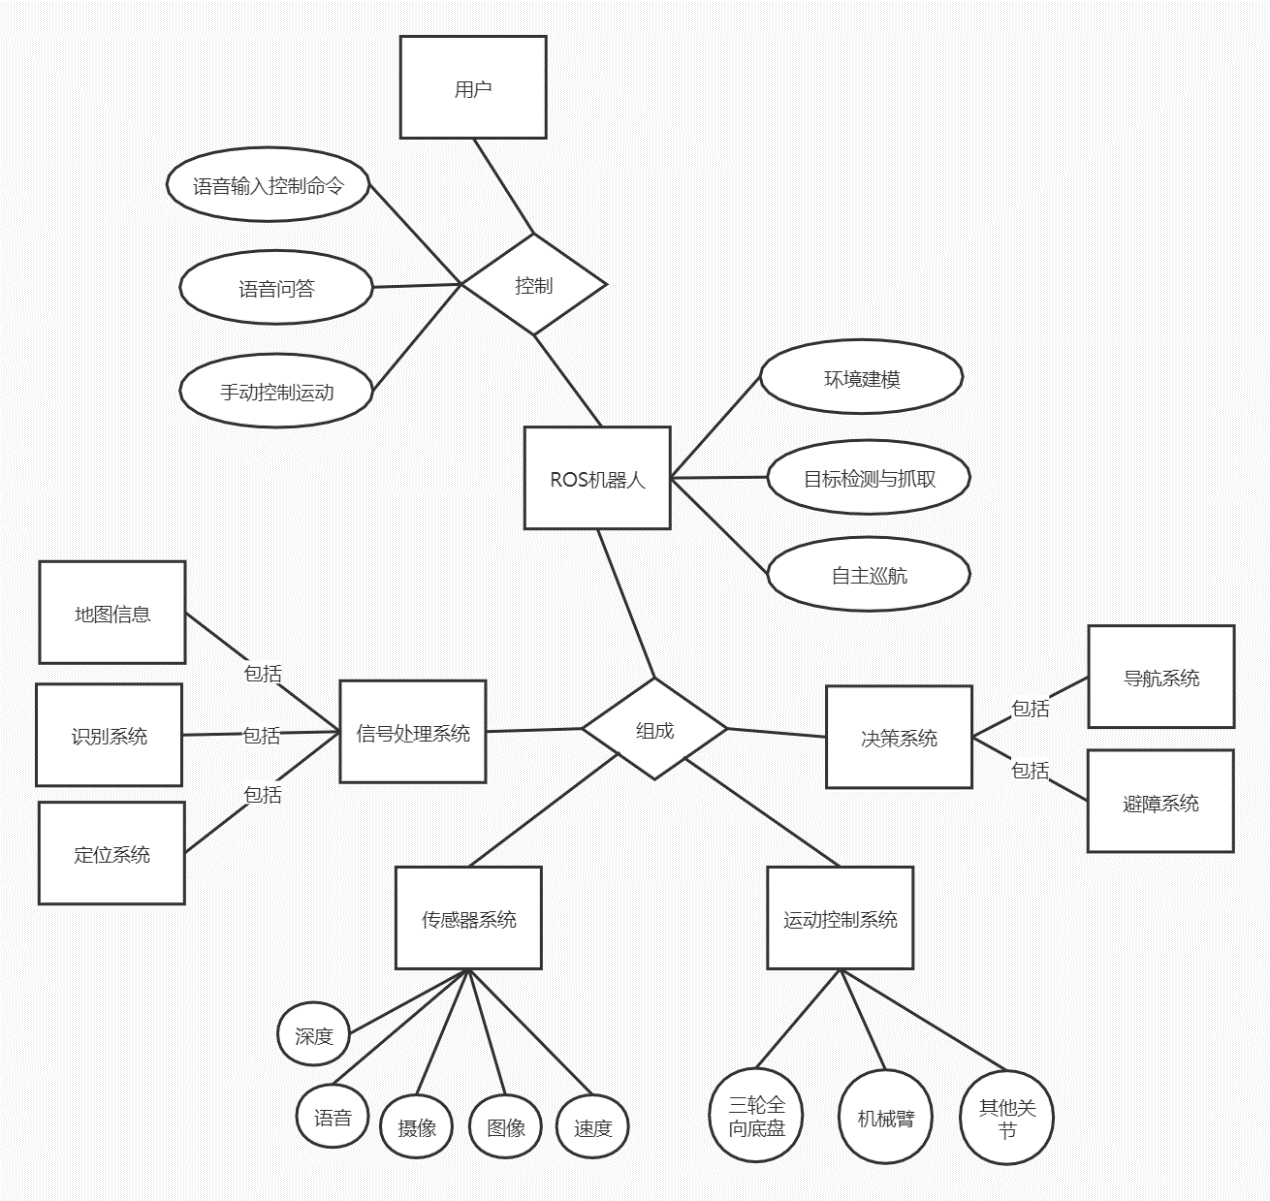 用户
语音输入控制命令
语音问答
控制
手动控制运动
环境建模
ROS机器人
目标检测与抓取
自主巡航
地图信息
包括
识别系统
包括
定位系统
包括
信号处理系统
组成
决策系统
包括
导航系统
包括
避障系统
传感器系统
运动控制系统
深度
语音
摄像
图像
速度
三轮全
向底盘
机械臂
其他关
节